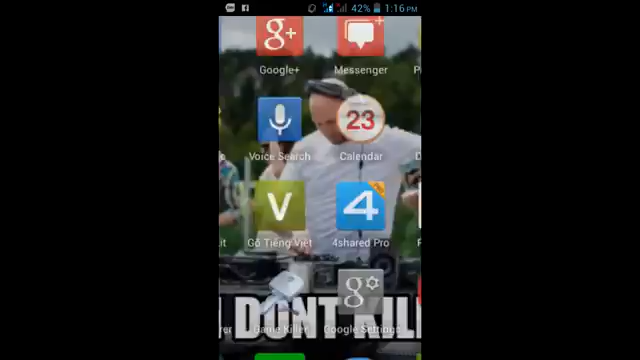 42% 1:16 PM
g+
Google+ Messenger
23
Voice Search Calendar
V 4
Gõ Tiếng Việt 4shared Pro
g
Game Killer Google Settings
DONT KILL